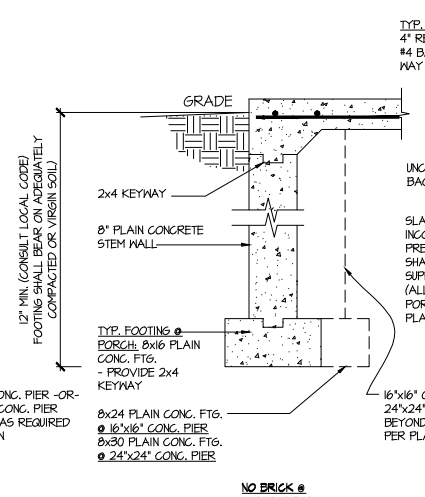 TYP.
4" RE
#4 B
WAY
GRADE
12" MIN. (CONSULT LOCAL CODE)
FOOTING SHALL BEAR ON ADEQUATELY
COMPACTED OR VIRGIN SOIL)
2x4 KEYWAY
8" PLAIN CONCRETE
STEM WALL
UNC
BAC
SLA
INCO
PRE
SHA
SUP
(ALL
POR
PLA
TYP. FOOTING @
PORCH: 8x16 PLAIN
CONC. FTG.
- PROVIDE 2x4
KEYWAY
8x24 PLAIN CONC. FTG.
@ 16"x16" CONC. PIER
8x30 PLAIN CONC. FTG.
@ 24"x24" CONC. PIER
ONC. PIER -OR-
CONC. PIER
AS REQUIRED
N
16"x16" C
24"x24"
BEYOND
PER PLA
NO BRICK @